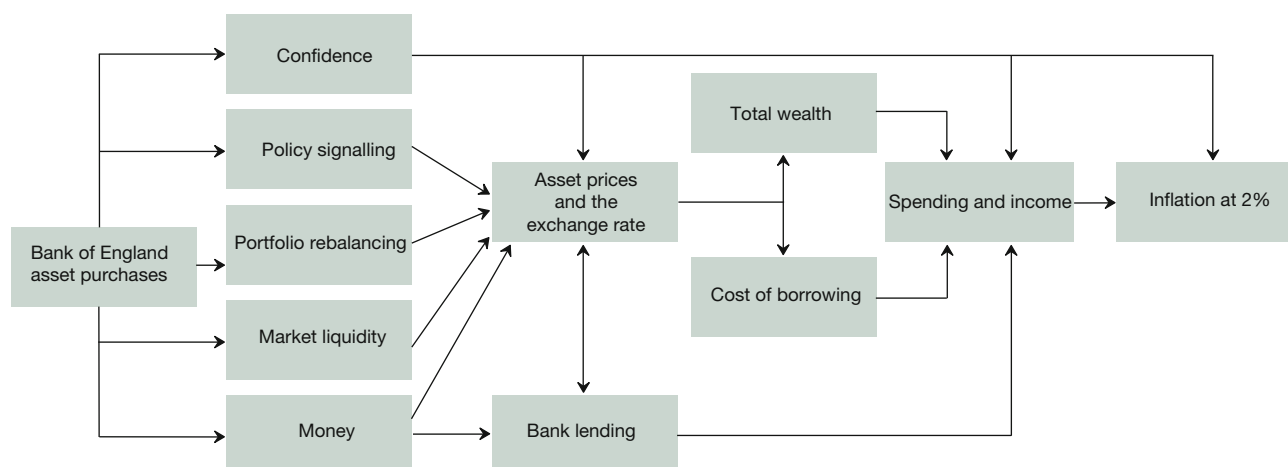 Confidence
Total wealth
Policy signalling
Asset prices
and the
exchange rate
Spending and income
Inflation at 2%
Portfolio rebalancing
Bank of England
asset purchases
Cost of borrowing
Market liquidity
Money
Bank lending